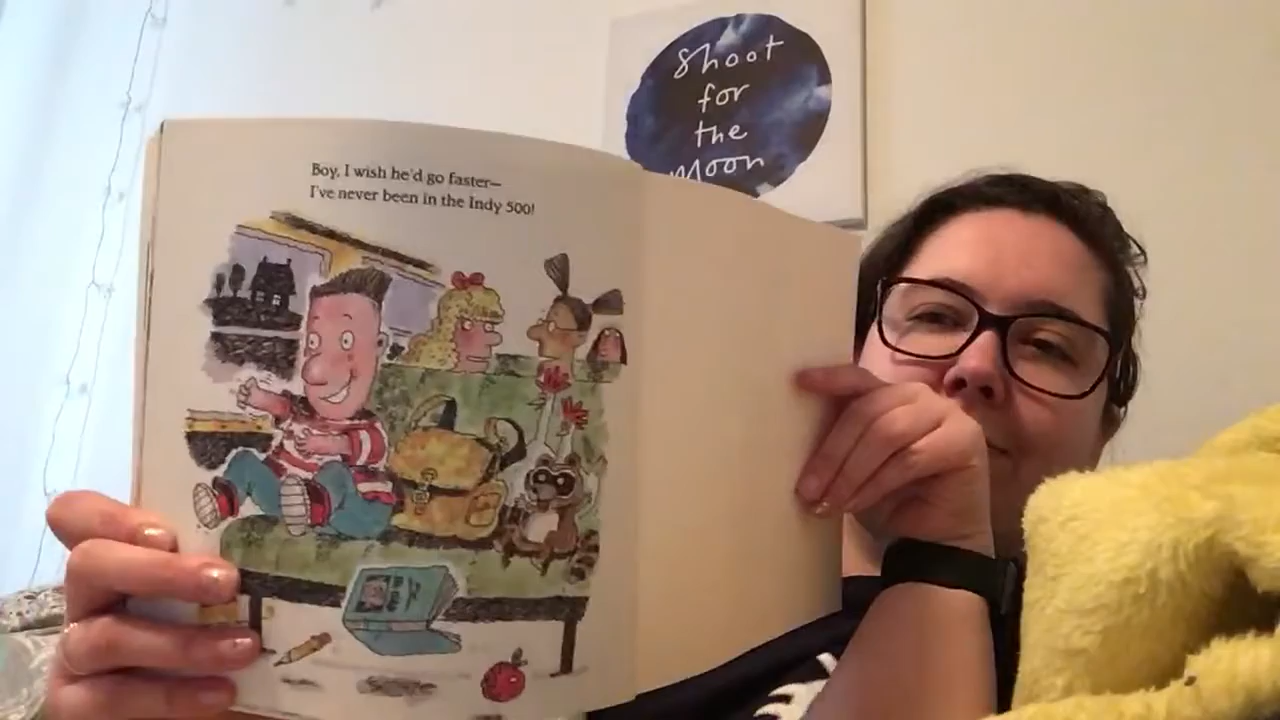 Shoot
for
the
Moon
Boy, I wish he'd go faster—
I've never been in the Indy 500!